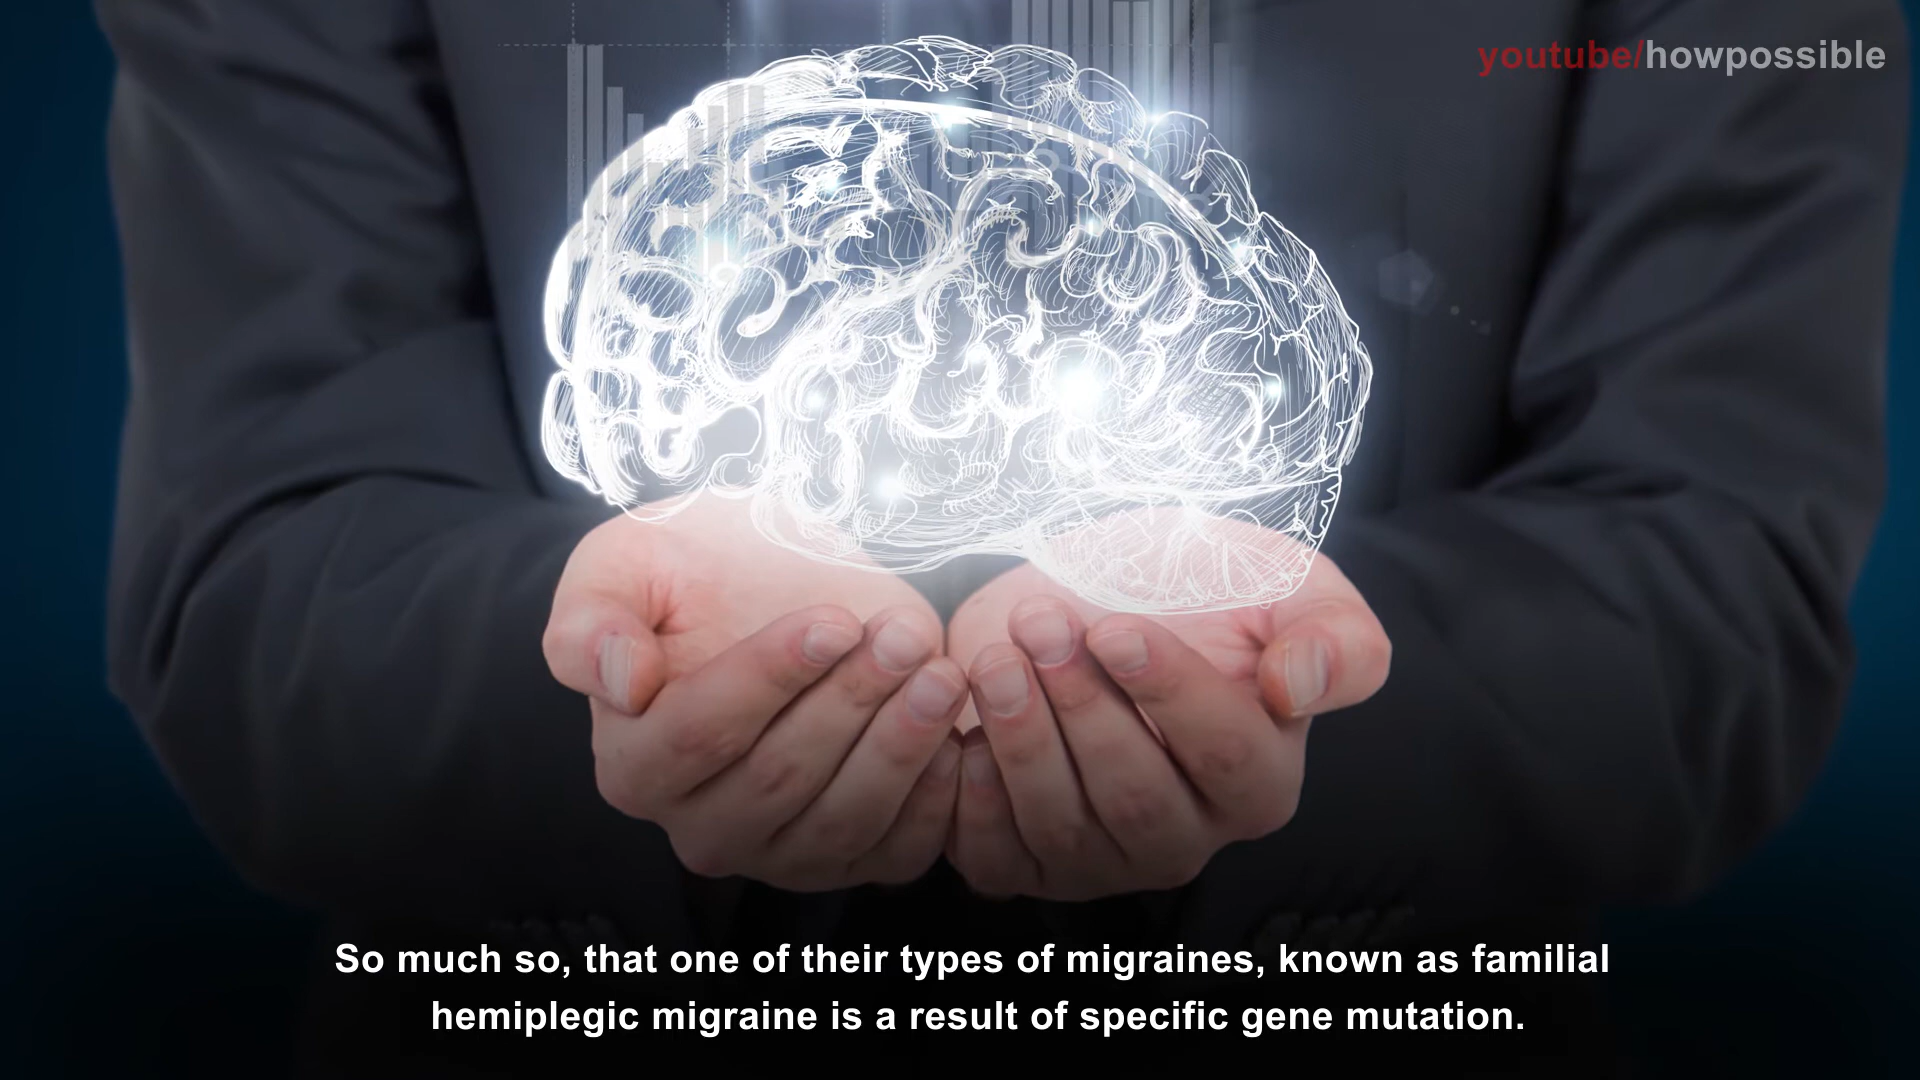 youtube/howpossible
So much so, that one of their types of migraines, known as familial
hemiplegic migraine is a result of specific gene mutation.